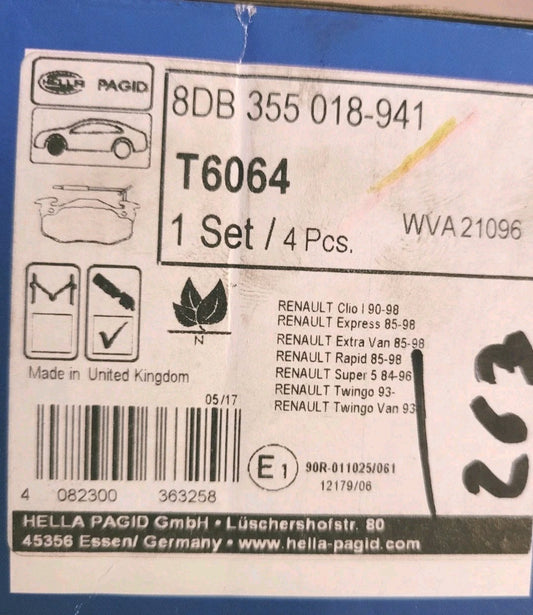 HELLA PAGID
8DB 355 018-941
T6064
1 Set / 4 Pcs.
WVA 21096
N
RENAULT Clio I 90-98
RENAULT Express 85-98
RENAULT Extra Van 85-98
RENAULT Rapid 85-98
RENAULT Super 5 84-96
RENAULT Twingo 93-
RENAULT Twingo Van 93
Made in United Kingdom
05/17
4 082300 363258
E1
90R-011025/061
12179/06
263
HELLA PAGID GmbH • Lüschershofstr. 80
45356 Essen/ Germany • www.hella-pagid.com